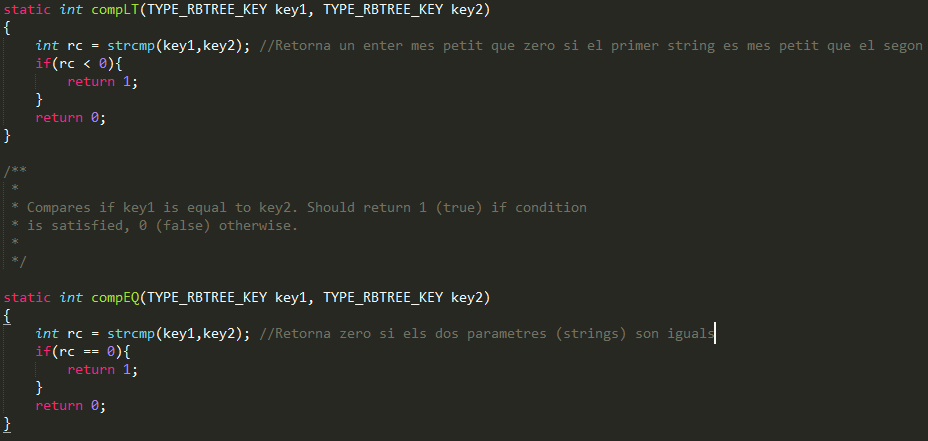 static int compLT(TYPE_RBTREE_KEY key1, TYPE_RBTREE_KEY key2)
{
    int rc = strcmp(key1,key2); //Retorna un enter mes petit que zero si el primer string es mes petit que el segon
    if(rc < 0){
        return 1;
    }
    return 0;
}

/**
 *
 * Compares if key1 is equal to key2. Should return 1 (true) if condition
 * is satisfied, 0 (false) otherwise.
 *
 */

static int compEQ(TYPE_RBTREE_KEY key1, TYPE_RBTREE_KEY key2)
{
    int rc = strcmp(key1,key2); //Retorna zero si els dos parametres (strings) son iguals
    if(rc == 0){
        return 1;
    }
    return 0;
}